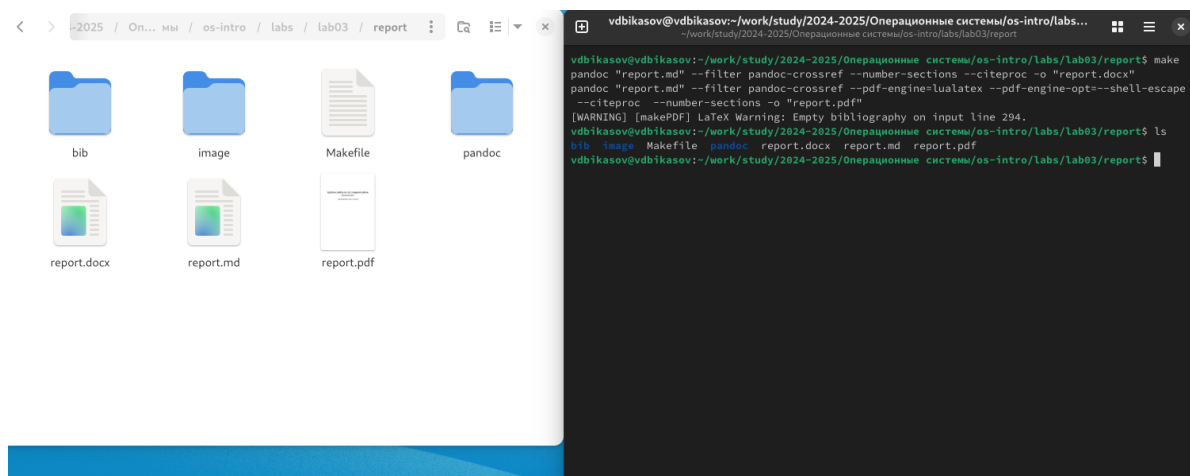 -2025 / Оп... мы / os-intro / labs / lab03 / report
bib
image
Makefile
pandoc
report.docx
report.md
report.pdf
vdbikasov@vdbikasov:~/work/study/2024-2025/Операционные системы/os-intro/labs...
~/work/study/2024-2025/Операционные системы/os-intro/labs/lab03/report
vdbikasov@vdbikasov:~/work/study/2024-2025/Операционные системы/os-intro/labs/lab03/report$ make
pandoc "report.md" --filter pandoc-crossref --number-sections --citeproc -o "report.docx"
pandoc "report.md" --filter pandoc-crossref --pdf-engine=lualatex --pdf-engine-opt=--shell-escape
--citeproc  --number-sections -o "report.pdf"
[WARNING] [makePDF] LaTeX Warning: Empty bibliography on input line 294.
vdbikasov@vdbikasov:~/work/study/2024-2025/Операционные системы/os-intro/labs/lab03/report$ ls
bib  image  Makefile  pandoc  report.docx  report.md  report.pdf
vdbikasov@vdbikasov:~/work/study/2024-2025/Операционные системы/os-intro/labs/lab03/report$